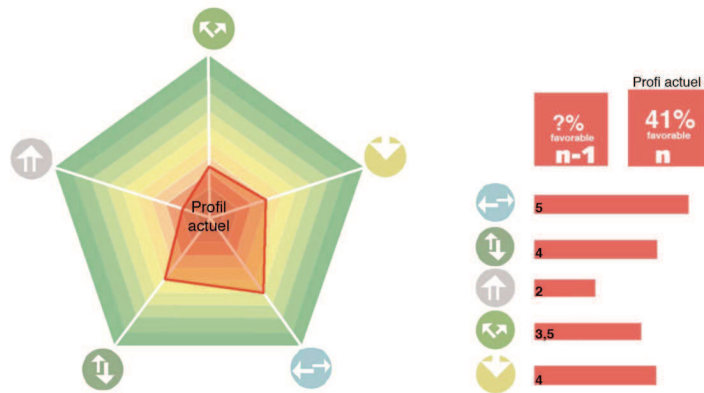 Profil
actuel
Profi actuel
?%
favorable
n-1
41%
favorable
n
5
4
2
3,5
4